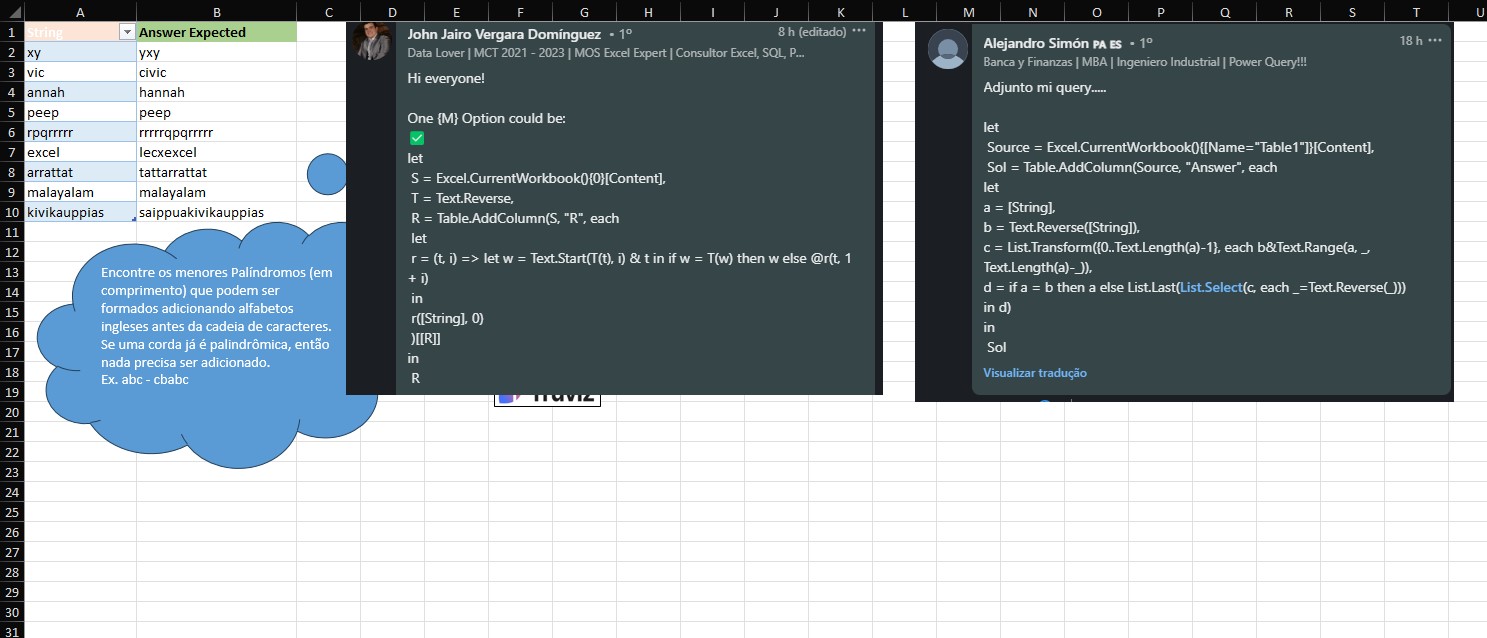 A B C D E F G H I J K L M N O P Q R S T U
1 String Answer Expected
2 xy yxy
3 vic civic
4 annah hannah
5 peep peep
6 rpqrrrrr rrrrrqpqrrrrr
7 excel lecxexcel
8 arrattat tattarrattat
9 malayalam malayalam
10 kivikauppias saippuakivikauppias
11
12
13
14
15
16
17
18
19
20
21
22
23
24
25
26
27
28
29
30
31
Encontre os menores Palíndromos (em
comprimento) que podem ser
formados adicionando alfabetos
ingleses antes da cadeia de caracteres.
Se uma corda já é palindrômica, então
nada precisa ser adicionado.
Ex. abc - cbabc
John Jairo Vergara Domínguez • 1º 8 h (editado) •••
Data Lover | MCT 2021 - 2023 | MOS Excel Expert | Consultor Excel, SQL, P...
Hi everyone!
One {M} Option could be:
✅
let
S = Excel.CurrentWorkbook(){0}[Content],
T = Text.Reverse,
R = Table.AddColumn(S, "R", each
let
r = (t, i) => let w = Text.Start(T(t), i) & t in if w = T(w) then w else @r(t, 1
+ i)
in
r([String], 0)
)[[R]]
in
R
Alejandro Simón PA ES • 1º 18 h •••
Banca y Finanzas | MBA | Ingeniero Industrial | Power Query!!!
Adjunto mi query.....
let
Source = Excel.CurrentWorkbook(){[Name="Table1"]}[Content],
Sol = Table.AddColumn(Source, "Answer", each
let
a = [String],
b = Text.Reverse([String]),
c = List.Transform({0..Text.Length(a)-1}, each b&Text.Range(a, _,
Text.Length(a)-_)),
d = if a = b then a else List.Last(List.Select(c, each _=Text.Reverse(_)))
in d)
in
Sol
Visualizar tradução